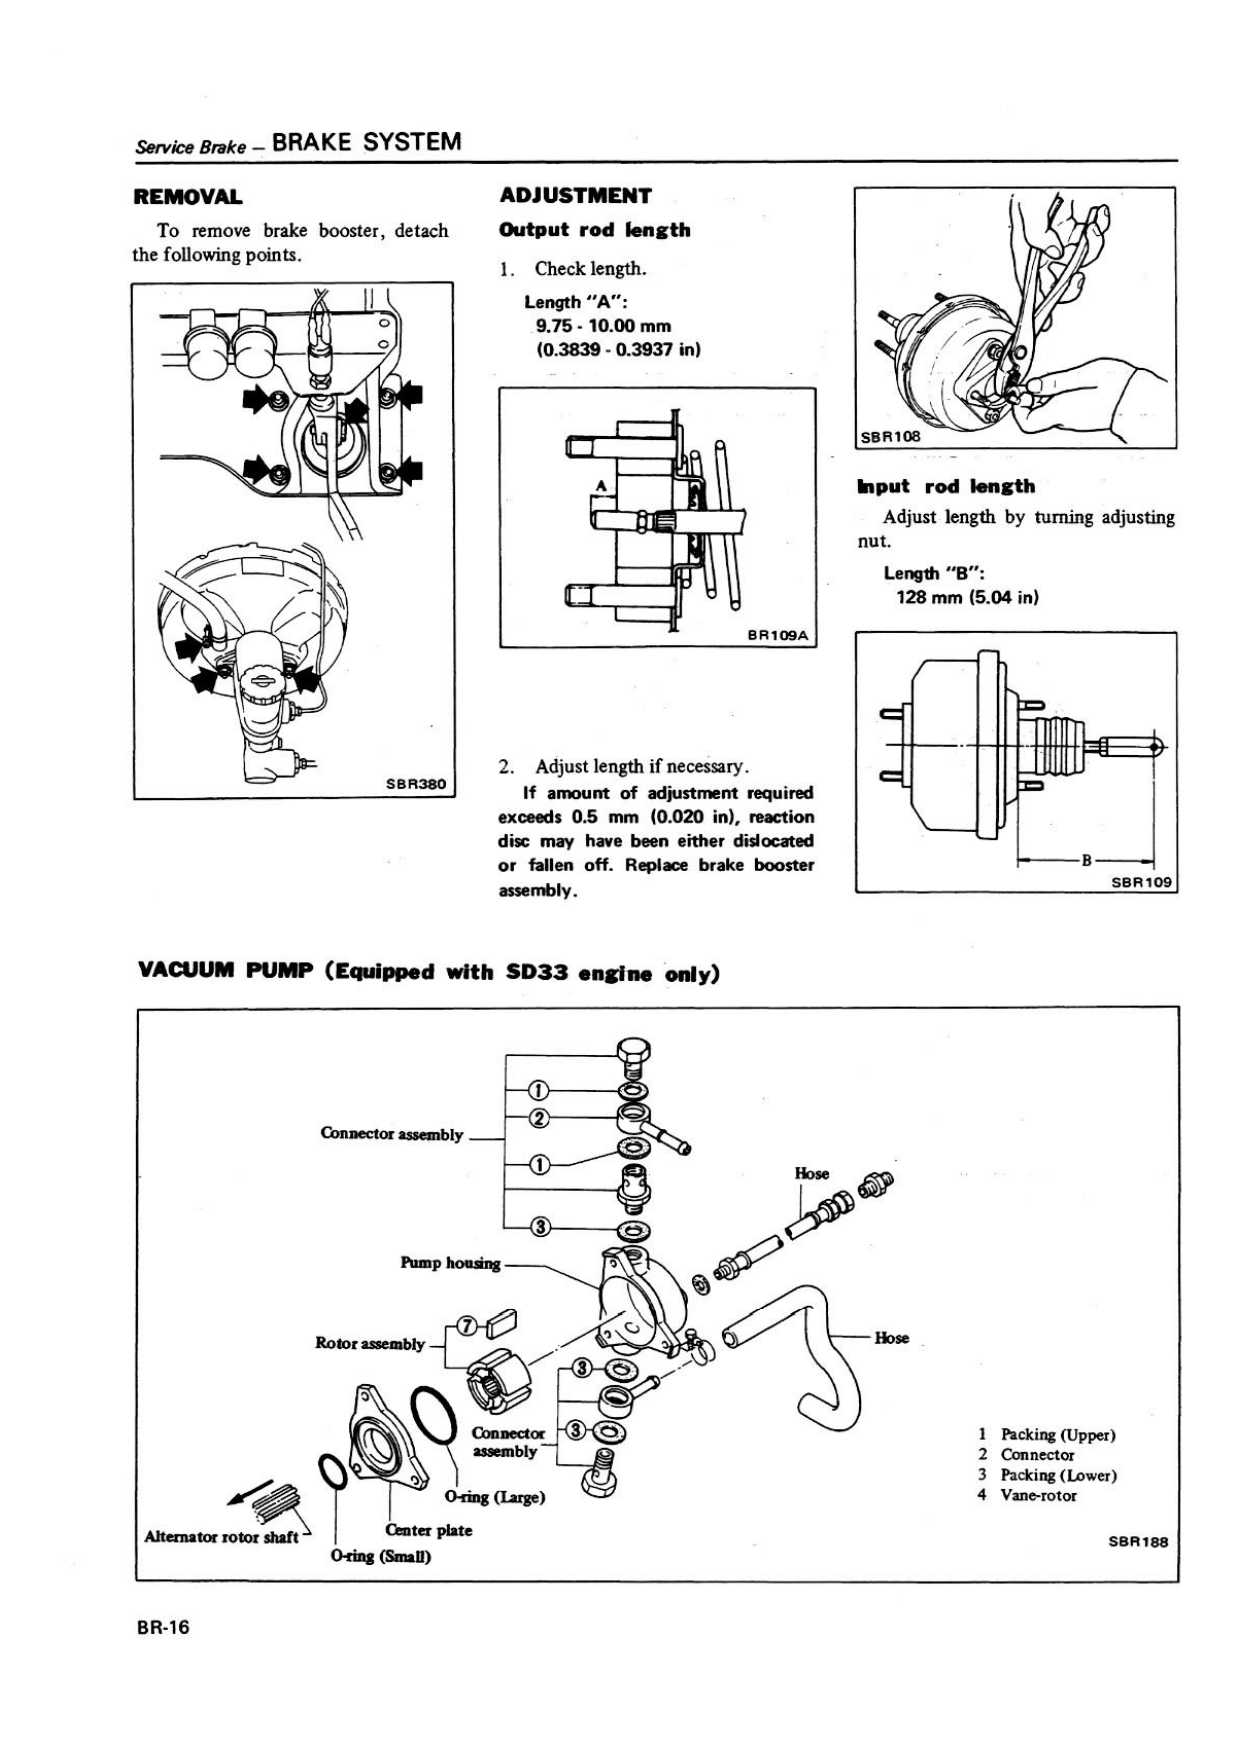 Service Brake – BRAKE SYSTEM
REMOVAL
To remove brake booster, detach
the following points.
SBR380
ADJUSTMENT
Output rod length
1. Check length.
Length "A":
9.75 - 10.00 mm
(0.3839 - 0.3937 in)
A
BR109A
2. Adjust length if necessary.
If amount of adjustment required
exceeds 0.5 mm (0.020 in), reaction
disc may have been either dislocated
or fallen off. Replace brake booster
assembly.
SBR108
Input rod length
Adjust length by turning adjusting
nut.
Length "B":
128 mm (5.04 in)
B
SBR109
VACUUM PUMP (Equipped with SD33 engine only)
1
2
Connector assembly
1
Hose
3
Pump housing
7
Rotor assembly
Hose
3
Connector
assembly
3
O-ring (Large)
Alternator rotor shaft
Center plate
O-ring (Small)
1 Packing (Upper)
2 Connector
3 Packing (Lower)
4 Vane-rotor
SBR188
BR-16